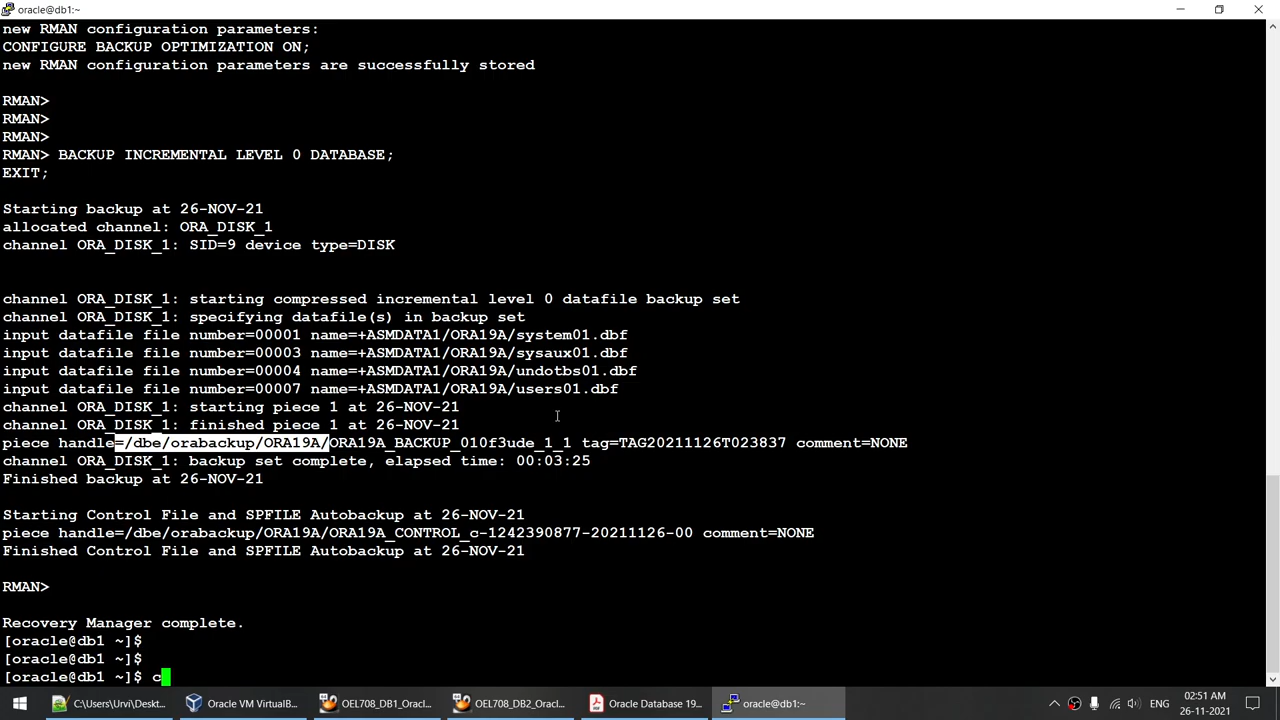 oracle@db1:~
new RMAN configuration parameters:
CONFIGURE BACKUP OPTIMIZATION ON;
new RMAN configuration parameters are successfully stored
RMAN>
RMAN>
RMAN>
RMAN> BACKUP INCREMENTAL LEVEL 0 DATABASE;
EXIT;
Starting backup at 26-NOV-21
allocated channel: ORA_DISK_1
channel ORA_DISK_1: SID=9 device type=DISK
channel ORA_DISK_1: starting compressed incremental level 0 datafile backup set
channel ORA_DISK_1: specifying datafile(s) in backup set
input datafile file number=00001 name=+ASMDATA1/ORA19A/system01.dbf
input datafile file number=00003 name=+ASMDATA1/ORA19A/sysaux01.dbf
input datafile file number=00004 name=+ASMDATA1/ORA19A/undotbs01.dbf
input datafile file number=00007 name=+ASMDATA1/ORA19A/users01.dbf
channel ORA_DISK_1: starting piece 1 at 26-NOV-21
channel ORA_DISK_1: finished piece 1 at 26-NOV-21
piece handle=/dbe/orabackup/ORA19A/ORA19A_BACKUP_010f3ude_1_1 tag=TAG20211126T023837 comment=NONE
channel ORA_DISK_1: backup set complete, elapsed time: 00:03:25
Finished backup at 26-NOV-21
Starting Control File and SPFILE Autobackup at 26-NOV-21
piece handle=/dbe/orabackup/ORA19A/ORA19A_CONTROL_c-1242390877-20211126-00 comment=NONE
Finished Control File and SPFILE Autobackup at 26-NOV-21
RMAN>
Recovery Manager complete.
[oracle@db1 ~]$
[oracle@db1 ~]$
[oracle@db1 ~]$ c
C:\Users\Urvi\Deskt... Oracle VM VirtualB... OEL708_DB1_Oracl... OEL708_DB2_Oracl... Oracle Database 19... oracle@db1:~ ENG 02:51 AM
26-11-2021